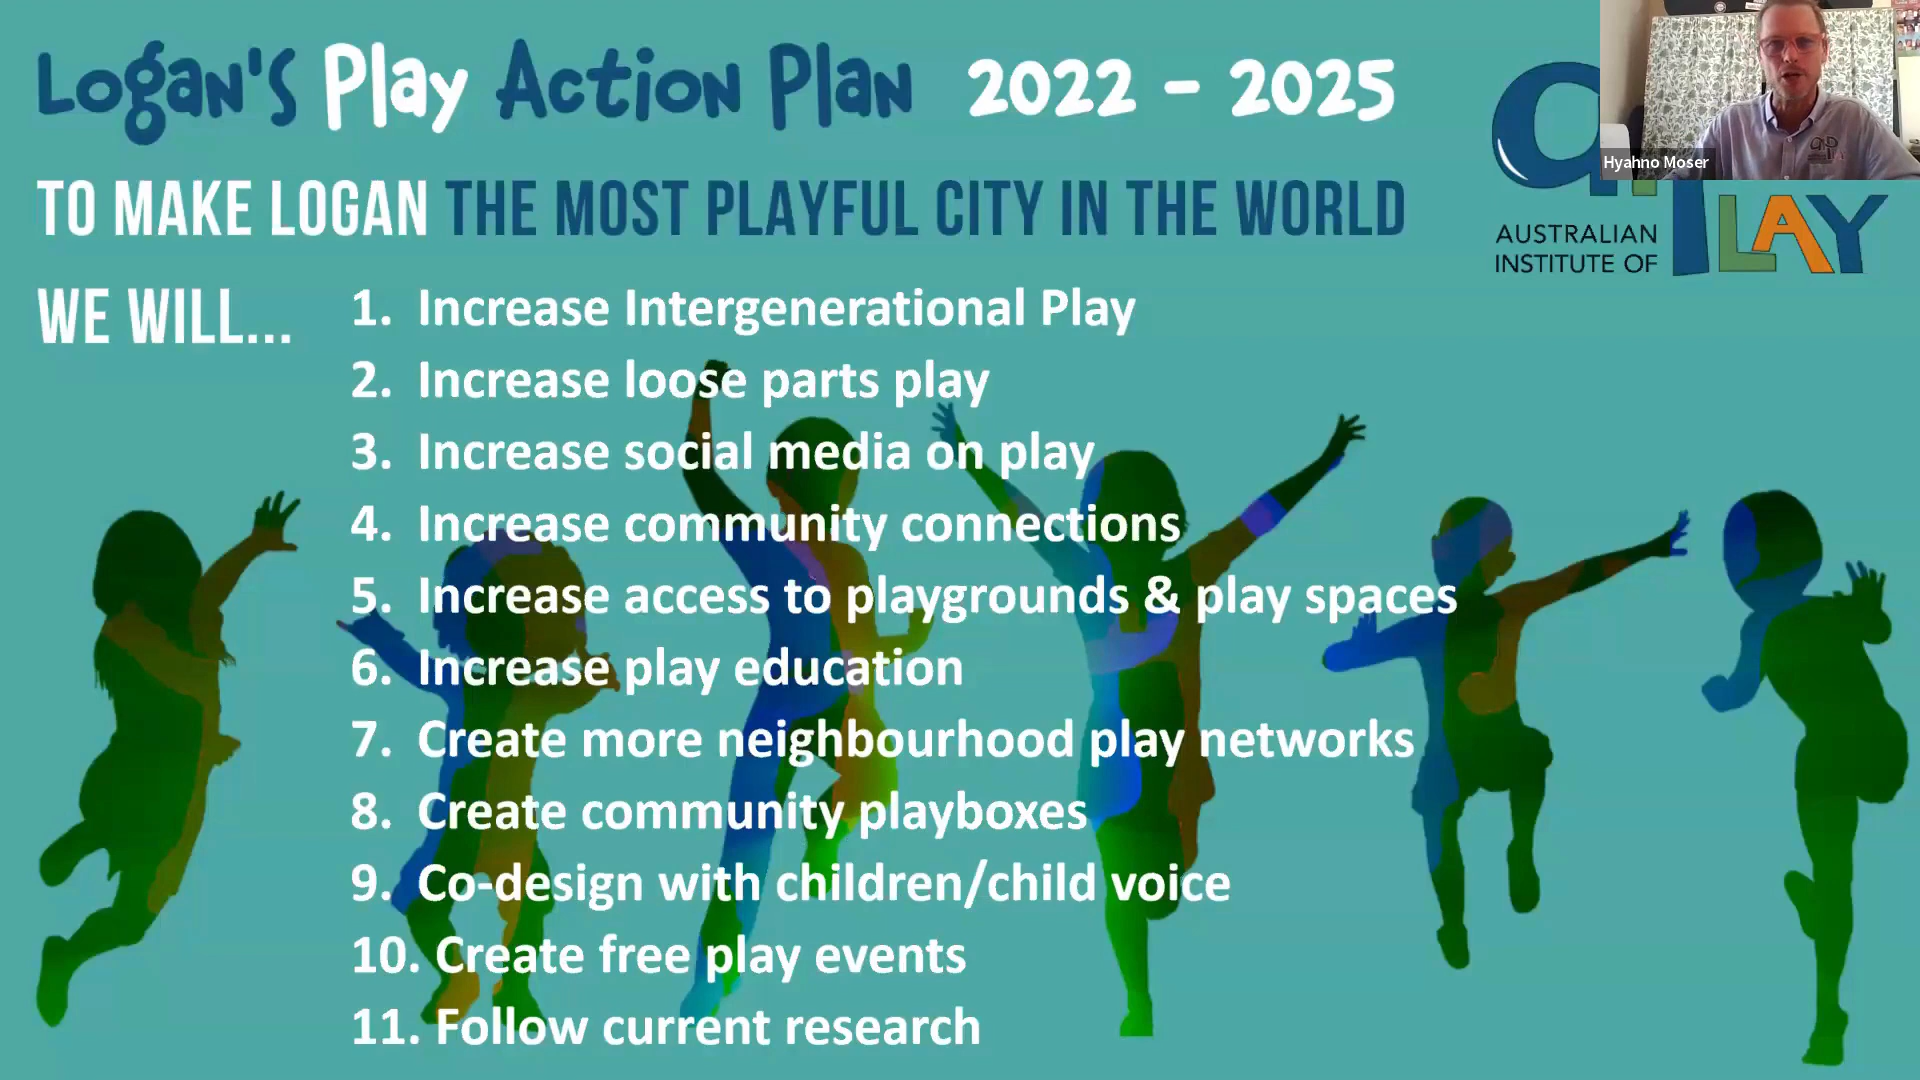 Logan's Play Action Plan 2022 - 2025
TO MAKE LOGAN THE MOST PLAYFUL CITY IN THE WORLD
WE WILL...
1. Increase Intergenerational Play
2. Increase loose parts play
3. Increase social media on play
4. Increase community connections
5. Increase access to playgrounds & play spaces
6. Increase play education
7. Create more neighbourhood play networks
8. Create community playboxes
9. Co-design with children/child voice
10. Create free play events
11. Follow current research
Hyahno Moser
AUSTRALIAN
INSTITUTE OF PLAY